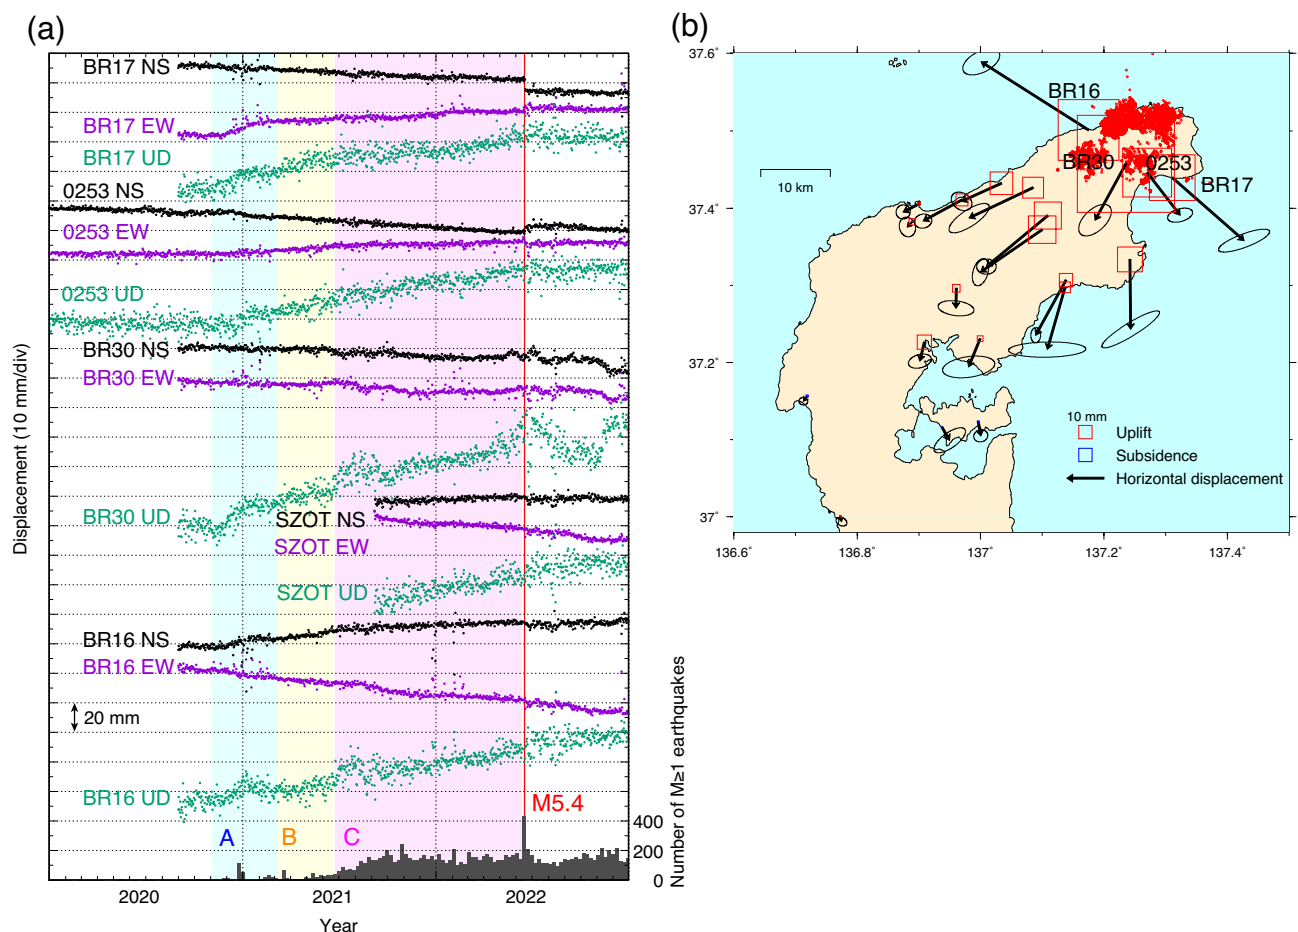 (a)
BR17 NS
BR17 EW
BR17 UD
0253 NS
0253 EW
0253 UD
BR30 NS
BR30 EW
BR30 UD
SZOT NS
SZOT EW
SZOT UD
BR16 NS
BR16 EW
20 mm
BR16 UD
M5.4
A
B
C
400
200
0
2020
2021
2022
Year
Displacement (10 mm/div)
Number of M≥1 earthquakes
(b)
37.6°
37.4°
37.2°
37°
136.6°
136.8°
137°
137.2°
137.4°
10 km
BR16
BR30
0253
BR17
10 mm
Uplift
Subsidence
Horizontal displacement